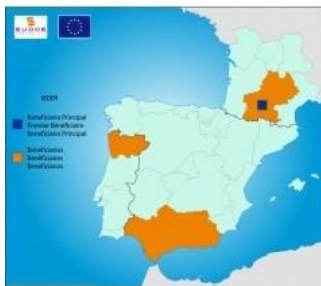 SUDOE
Beneficiario Principal
Premier Bénéficiaire
Beneficiário Principal
Beneficiarios
Bénéficiaires
Beneficiários